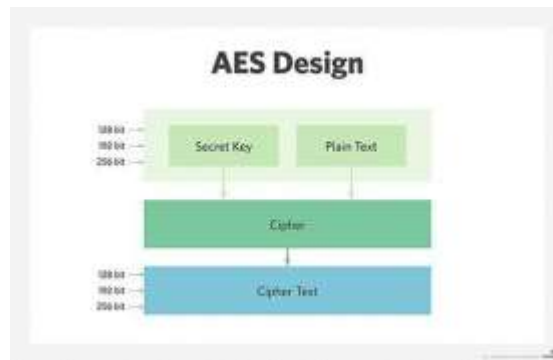 AES Design
128 bit
192 bit
256 bit
Secret Key
Plain Text
Cipher
128 bit
192 bit
256 bit
Cipher Text